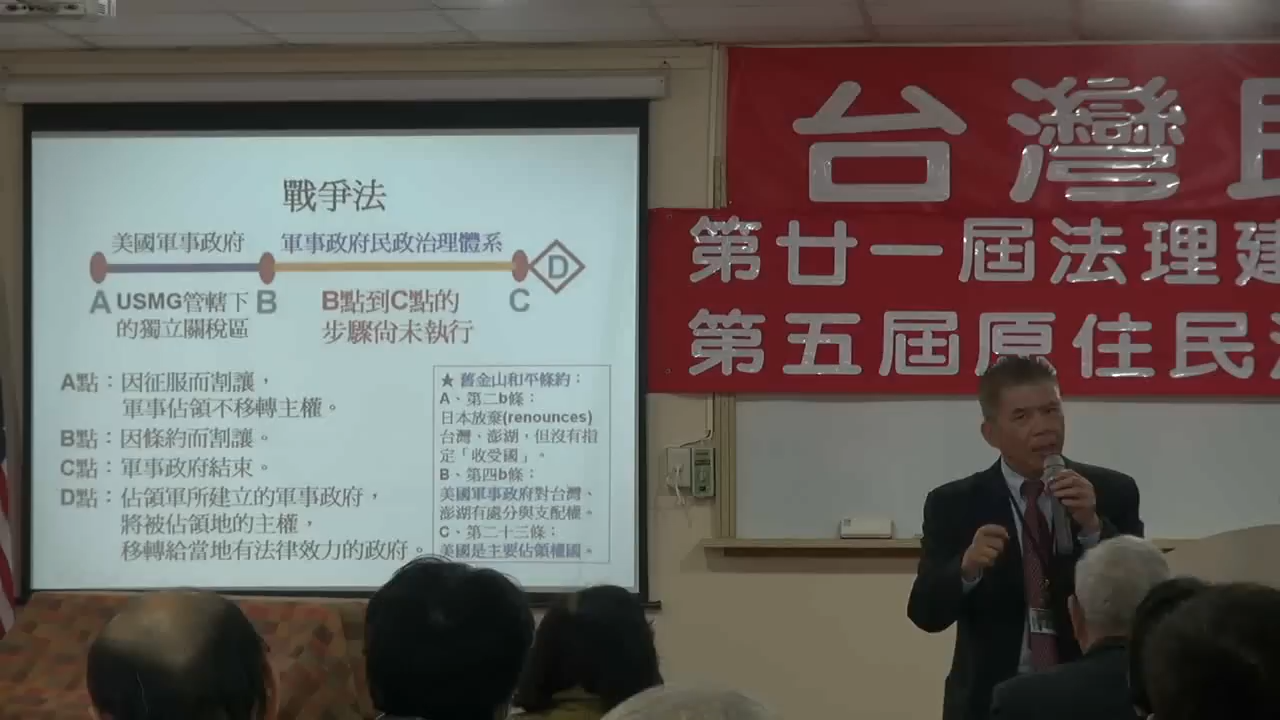 戰爭法
美國軍事政府 軍事政府民政治理體系
A USMG管轄下 B B點到C點的 C D
的獨立關稅區 步驟尚未執行
A點：因征服而割讓，
軍事佔領不移轉主權。
B點：因條約而割讓。
C點：軍事政府結束。
D點：佔領軍所建立的軍事政府，
將被佔領地的主權，
移轉給當地有法律效力的政府。
★ 舊金山和平條約：
A、第二b條：
日本放棄(renounces)
台灣、澎湖，但沒有指
定「收受國」。
B、第四b條：
美國軍事政府對台灣、
澎湖有處分與支配權。
C、第二十三條：
美國是主要佔領權國。
台灣民
第廿一屆法理建
第五屆原住民